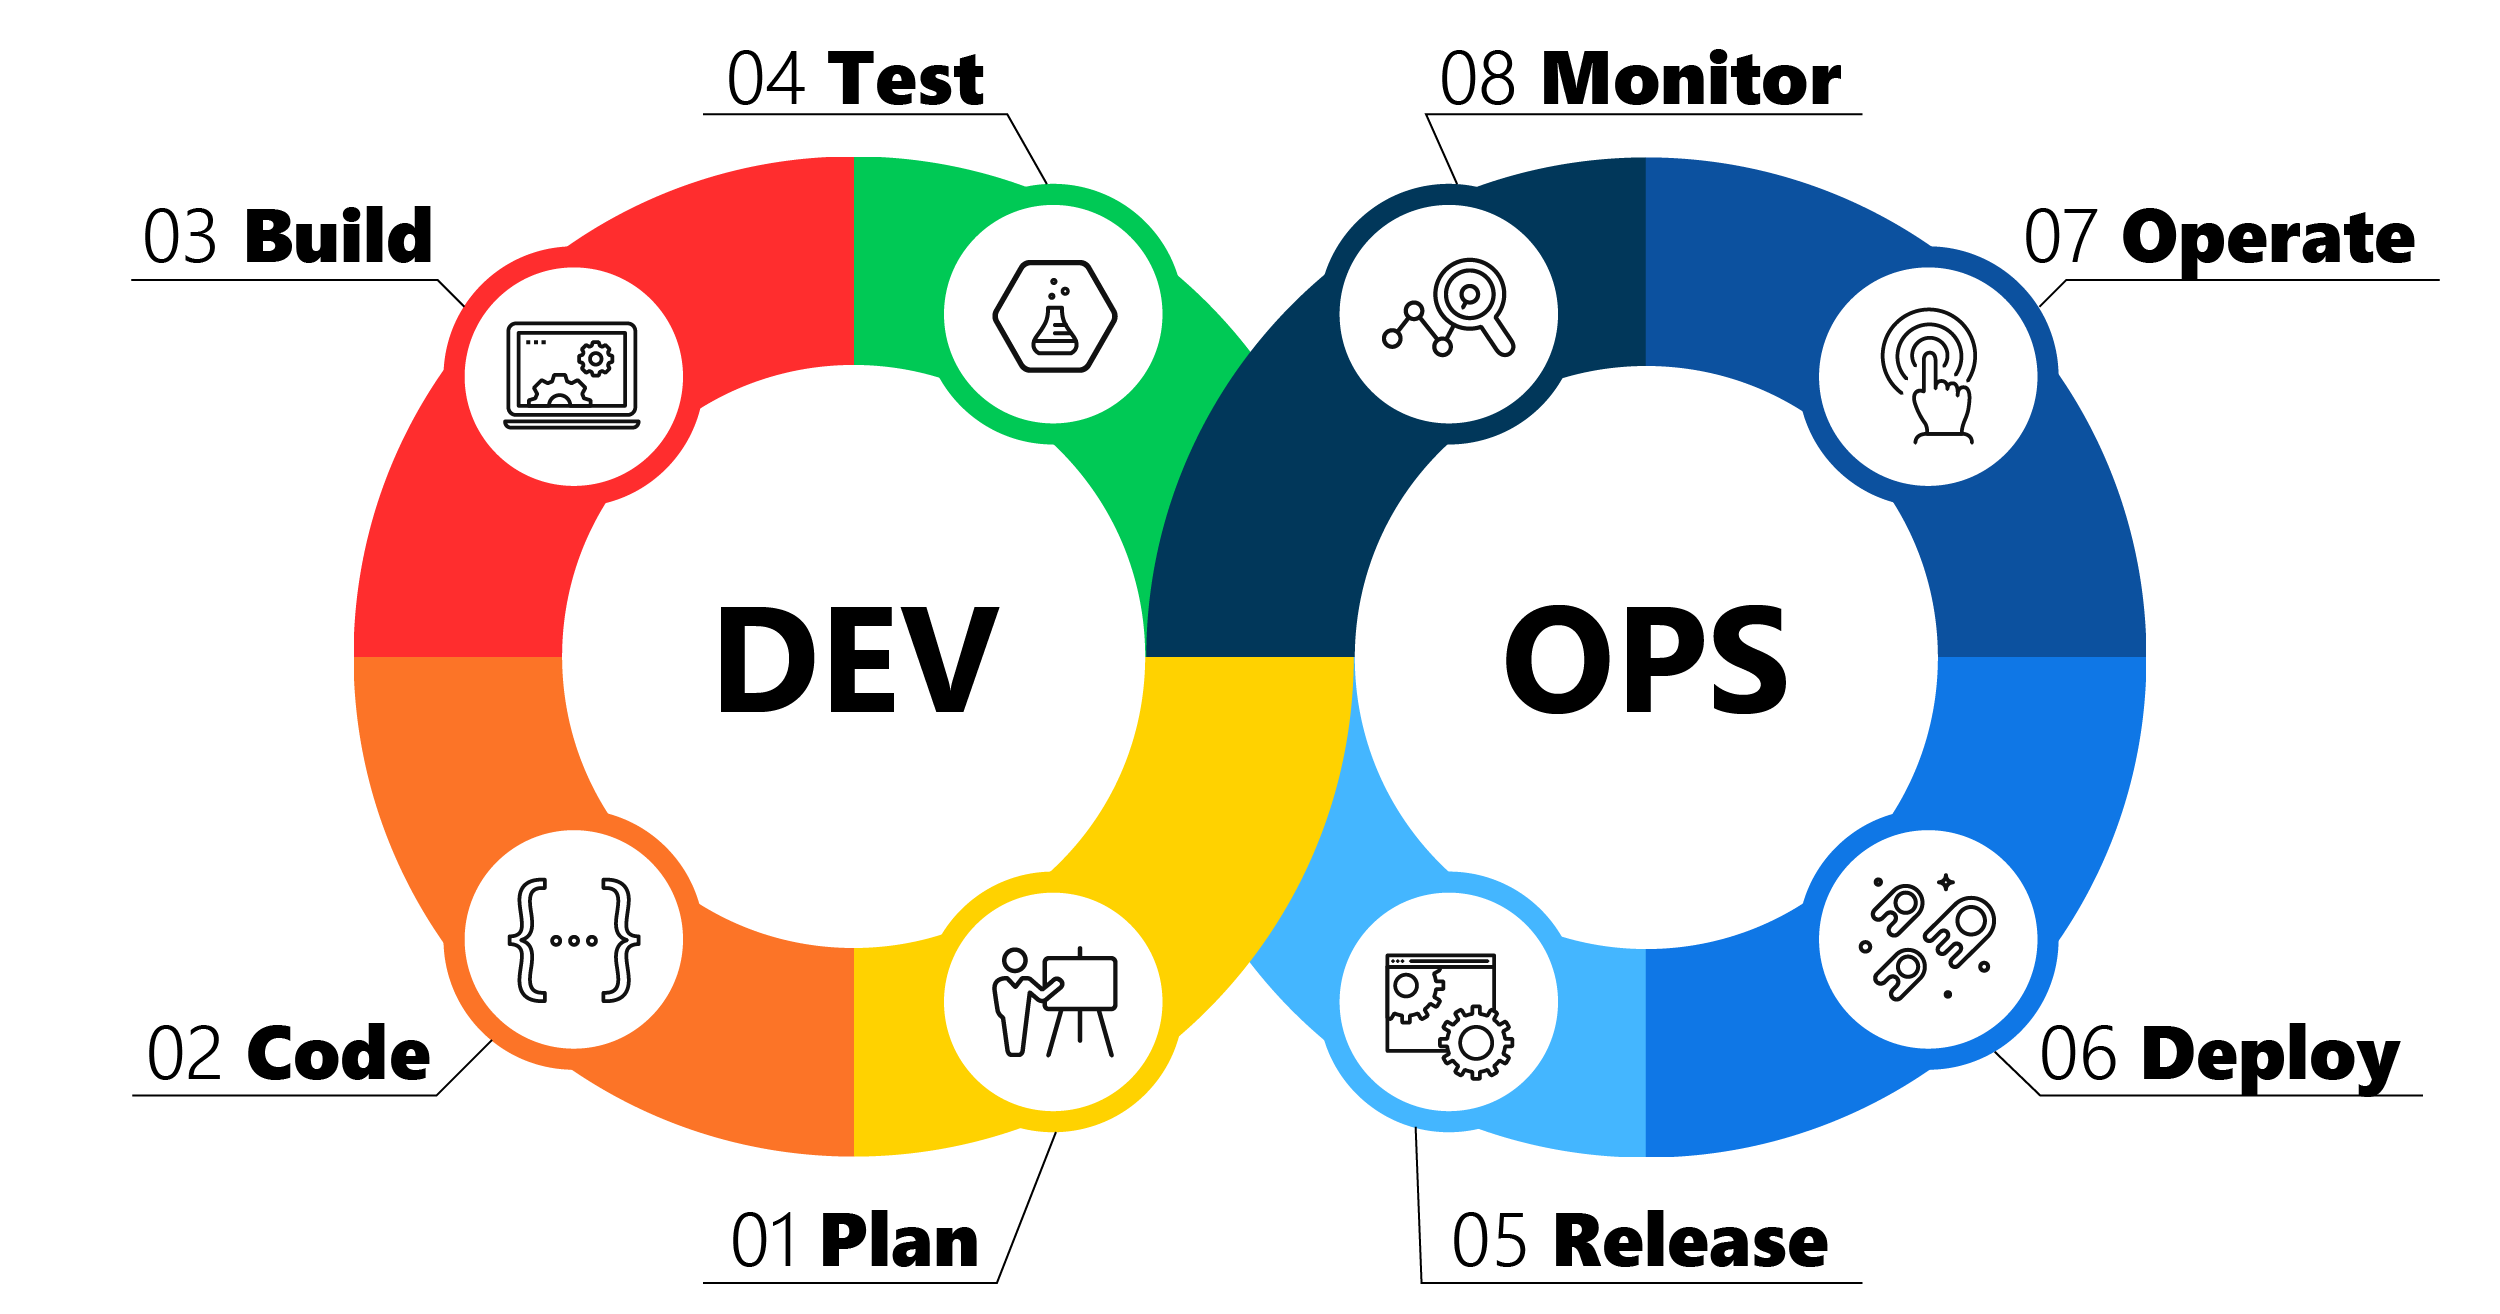 04 Test
08 Monitor
03 Build
07 Operate
DEV
OPS
02 Code
06 Deploy
01 Plan
05 Release